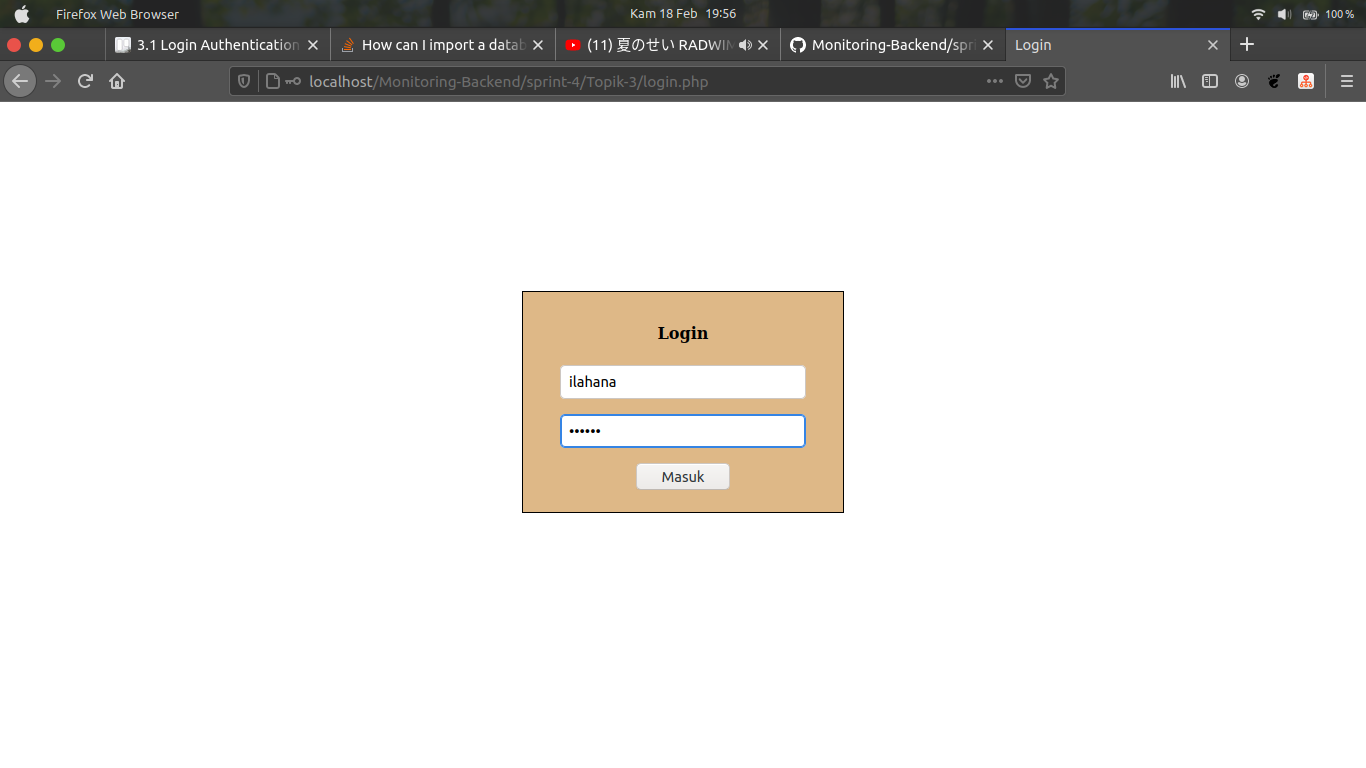 Firefox Web Browser
Kam 18 Feb 19:56
100 %
3.1 Login Authentication
How can I import a datab
(11) 夏のせい RADWIM
Monitoring-Backend/spri
Login
localhost/Monitoring-Backend/sprint-4/Topik-3/login.php
Login
ilahana
••••••
Masuk